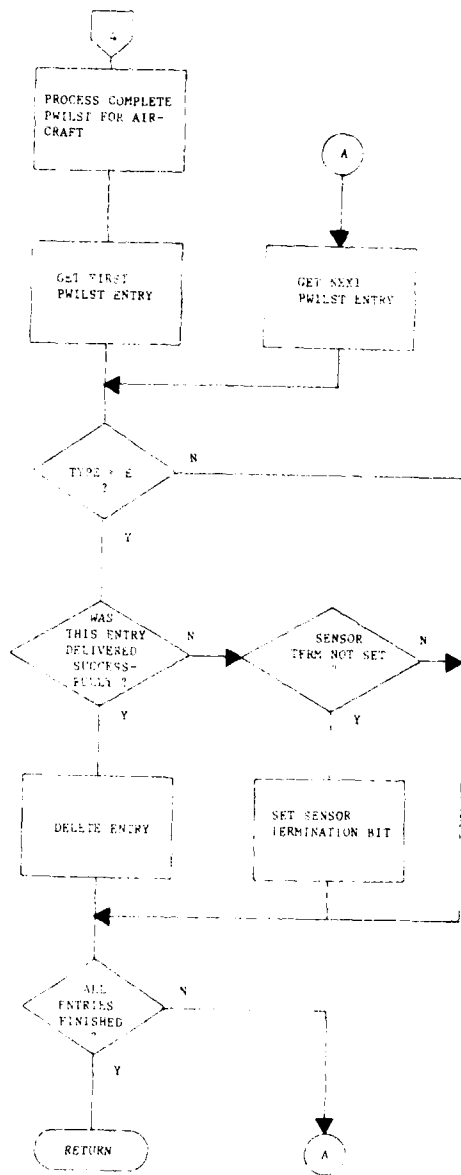 4
PROCESS COMPLETE
PWILST FOR AIR-
CRAFT
A
GET FIRST
PWILST ENTRY
GET NEXT
PWILST ENTRY
TYPE = E
?
N
Y
WAS
THIS ENTRY
DELIVERED
SUCCESS-
FULLY ?
N
Y
SENSOR
TERM NOT SET
?
N
Y
DELETE ENTRY
SET SENSOR
TERMINATION BIT
ALL
ENTRIES
FINISHED
?
N
Y
RETURN
A